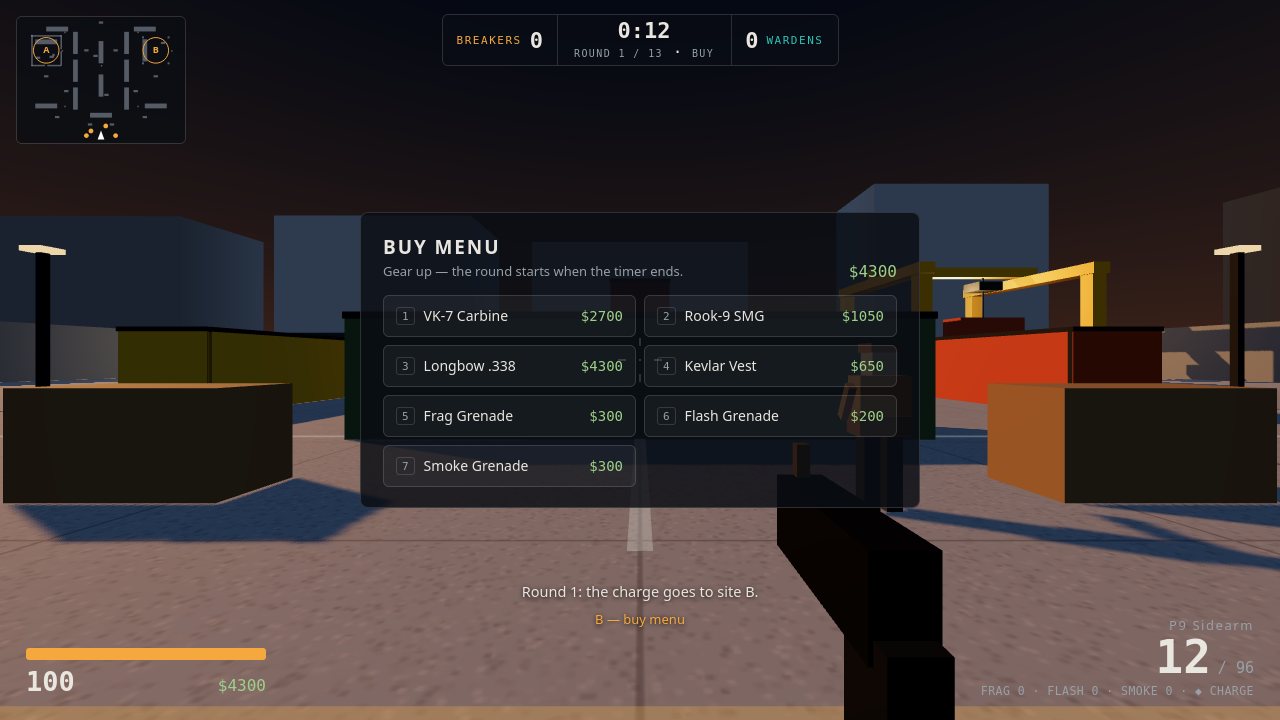 A
B
BREAKERS 0
0:12
ROUND 1 / 13 · BUY
0 WARDENS
BUY MENU
Gear up — the round starts when the timer ends.
$4300
1 VK-7 Carbine $2700
2 Rook-9 SMG $1050
3 Longbow .338 $4300
4 Kevlar Vest $650
5 Frag Grenade $300
6 Flash Grenade $200
7 Smoke Grenade $300
Round 1: the charge goes to site B.
B — buy menu
100
$4300
P9 Sidearm
12 / 96
FRAG 0 · FLASH 0 · SMOKE 0 · ◆ CHARGE